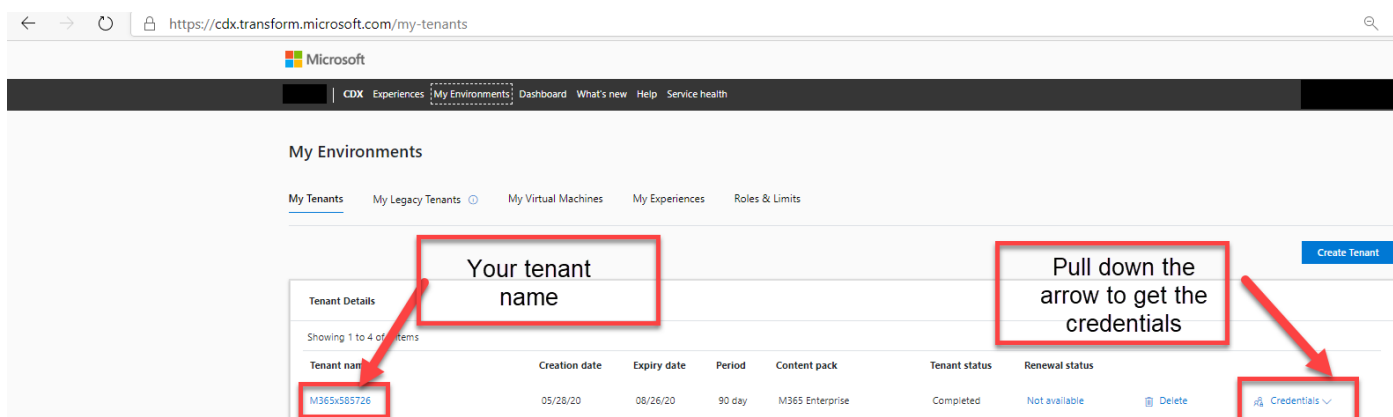 https://cdx.transform.microsoft.com/my-tenants
Microsoft
CDX Experiences My Environments Dashboard What's new Help Service health
My Environments
My Tenants My Legacy Tenants My Virtual Machines My Experiences Roles & Limits
Create Tenant
Your tenant
name
Pull down the
arrow to get the
credentials
Tenant Details
Showing 1 to 4 of items
Tenant name Creation date Expiry date Period Content pack Tenant status Renewal status
M365x585726 05/28/20 08/26/20 90 day M365 Enterprise Completed Not available Delete Credentials